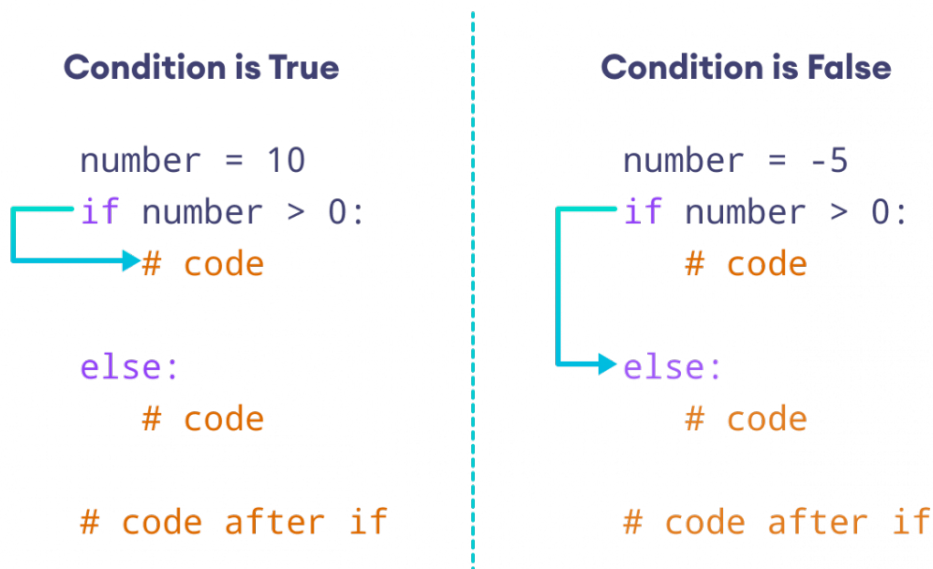 Condition is True
number = 10
if number > 0:
# code
else:
# code
# code after if
Condition is False
number = -5
if number > 0:
# code
else:
# code
# code after if